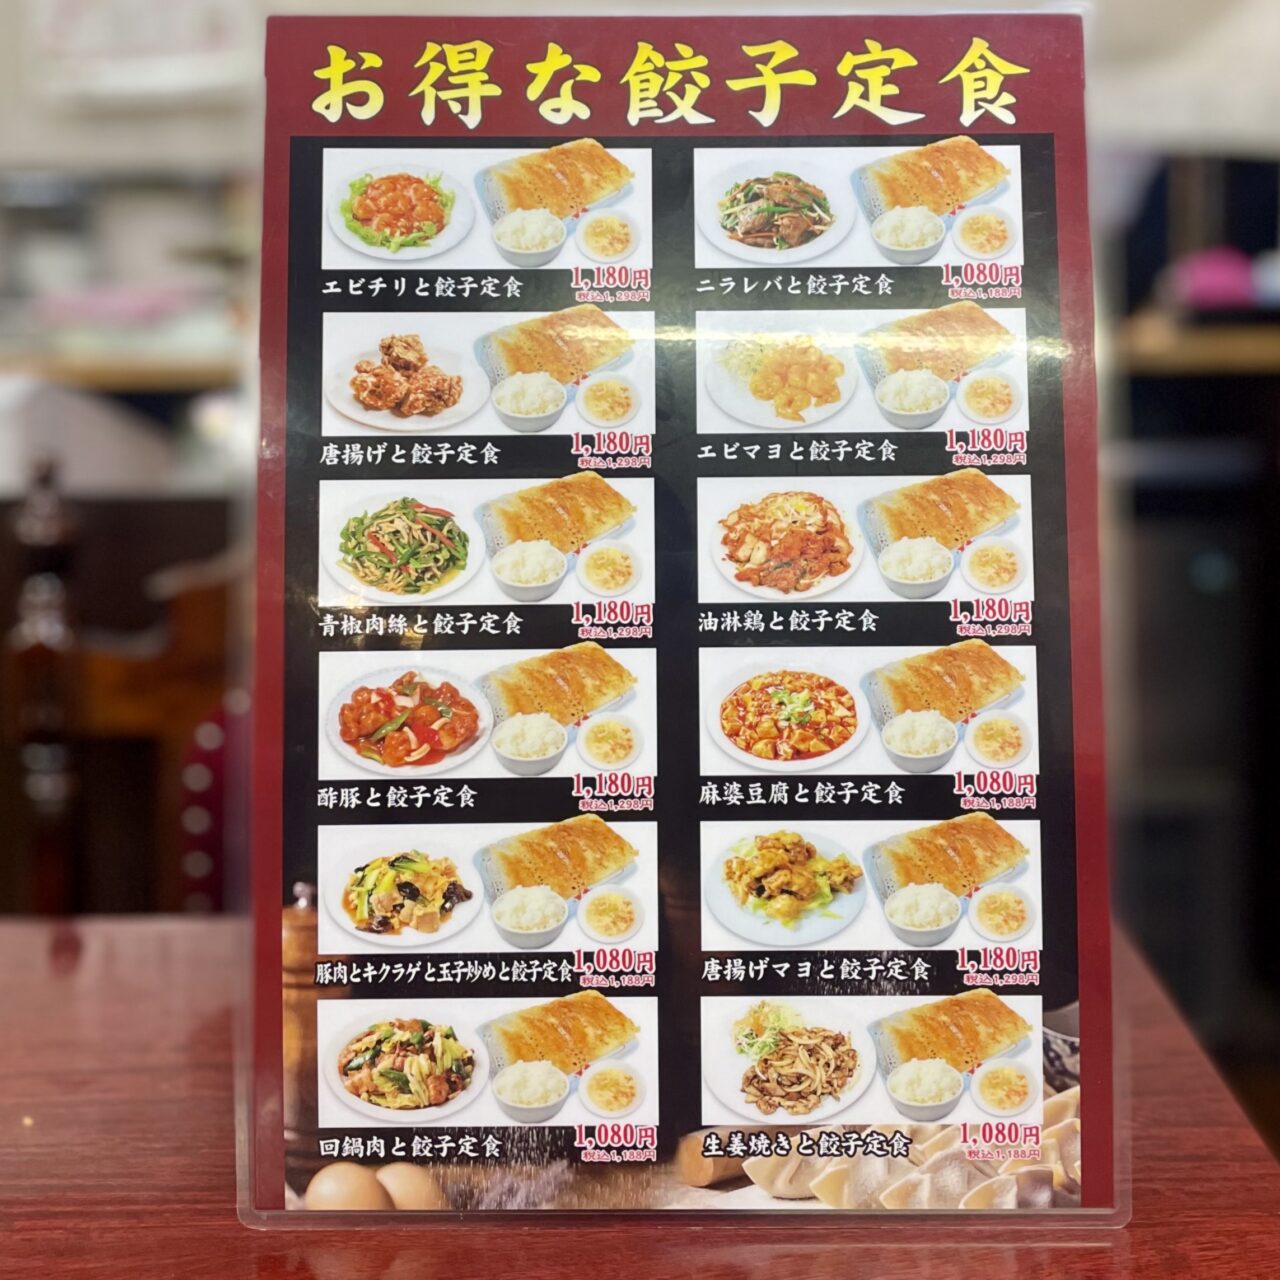 お得な餃子定食
エビチリと餃子定食 1,180円
税込1,298円
ニラレバと餃子定食 1,080円
税込1,188円
唐揚げと餃子定食 1,180円
税込1,298円
エビマヨと餃子定食 1,180円
税込1,298円
青椒肉絲と餃子定食 1,180円
税込1,298円
油淋鶏と餃子定食 1,180円
税込1,298円
酢豚と餃子定食 1,180円
税込1,298円
麻婆豆腐と餃子定食 1,080円
税込1,188円
豚肉とキクラゲと玉子炒めと餃子定食 1,080円
税込1,188円
唐揚げマヨと餃子定食 1,180円
税込1,298円
回鍋肉と餃子定食 1,080円
税込1,188円
生姜焼きと餃子定食 1,080円
税込1,188円